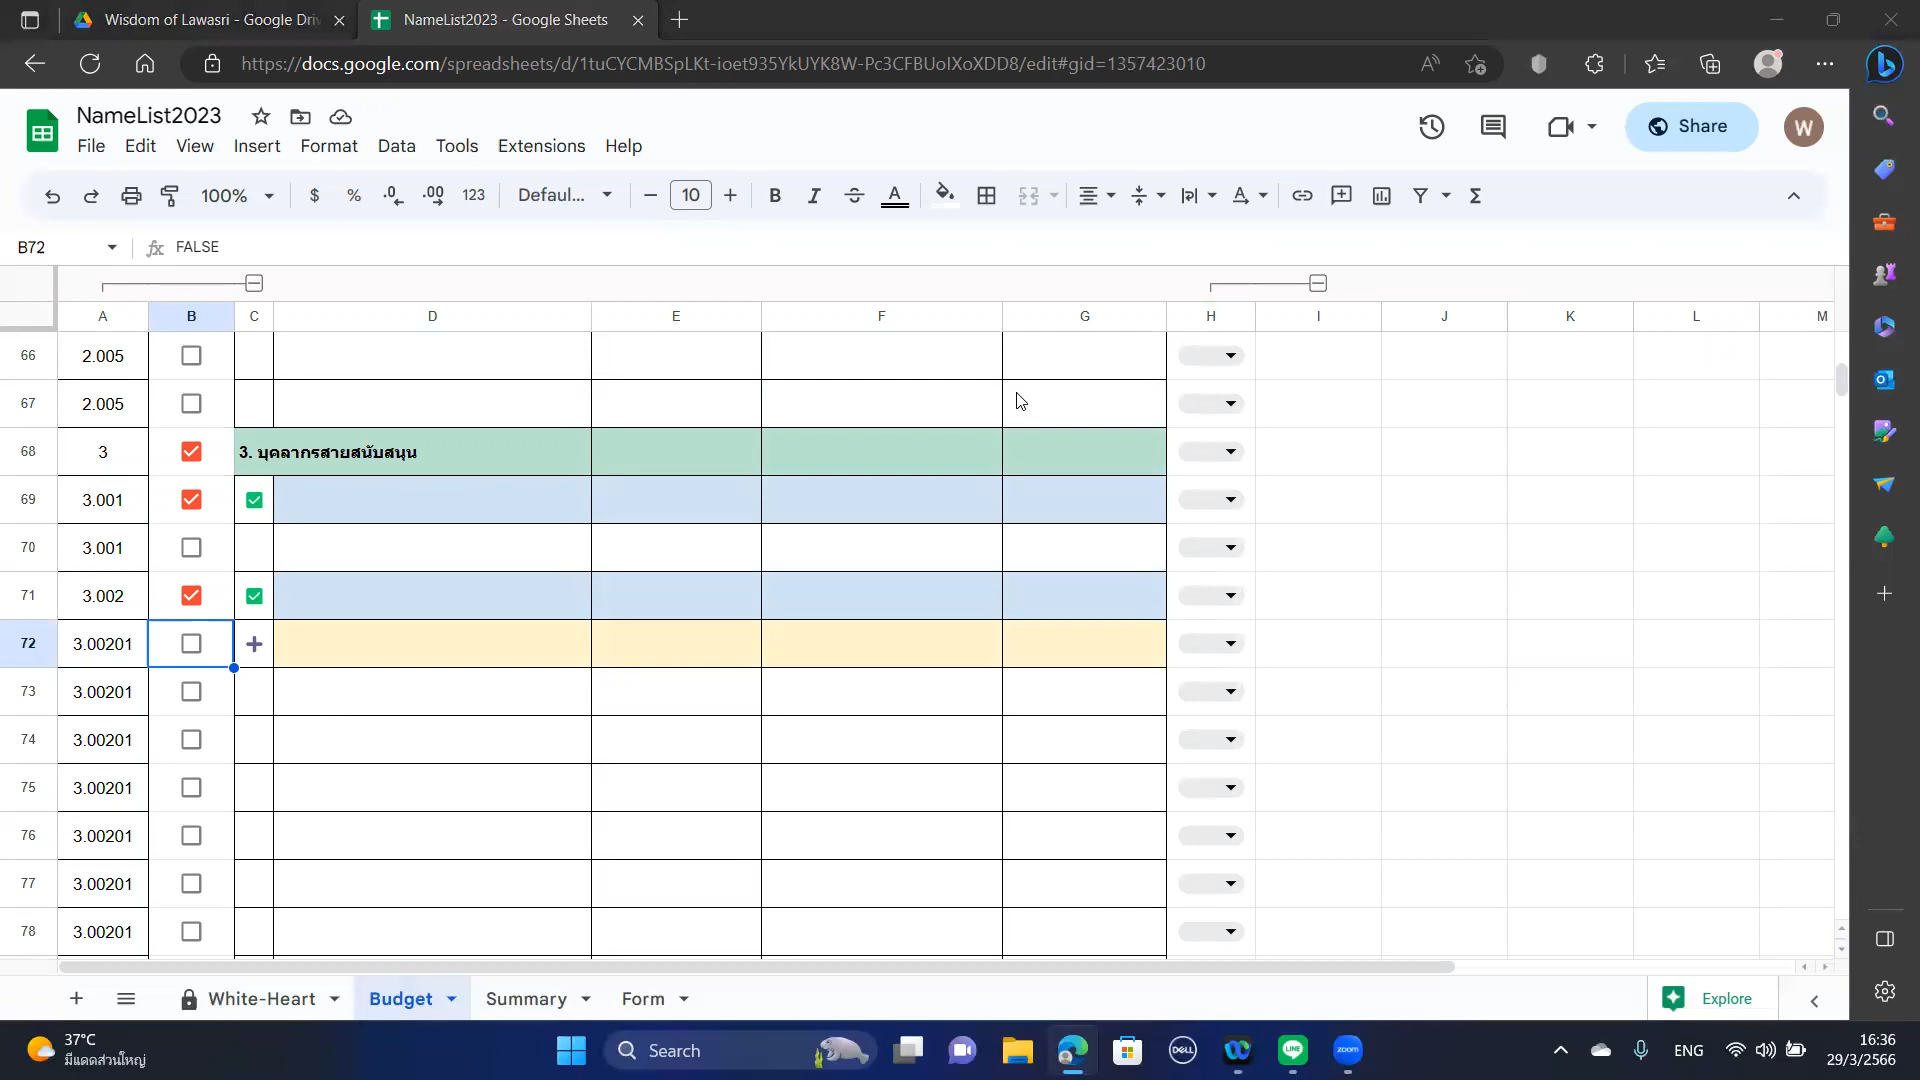 Wisdom of Lawasri - Google Driv
NameList2023 - Google Sheets
https://docs.google.com/spreadsheets/d/1tuCYCMBSpLKt-ioet935YkUYK8W-Pc3CFBUoIXoXDD8/edit#gid=1357423010
NameList2023
File Edit View Insert Format Data Tools Extensions Help
Share
W
100% $ % .0 .00 123 Defaul... 10 B I A
B72 fx FALSE
A B C D E F G H I J K L M
66 2.005
67 2.005
68 3 3. บุคลากรสายสนับสนุน
69 3.001
70 3.001
71 3.002
72 3.00201
73 3.00201
74 3.00201
75 3.00201
76 3.00201
77 3.00201
78 3.00201
White-Heart Budget Summary Form Explore
37°C
มีแดดส่วนใหญ่
Search
DELL
LINE
zoom
ENG
16:36
29/3/2566